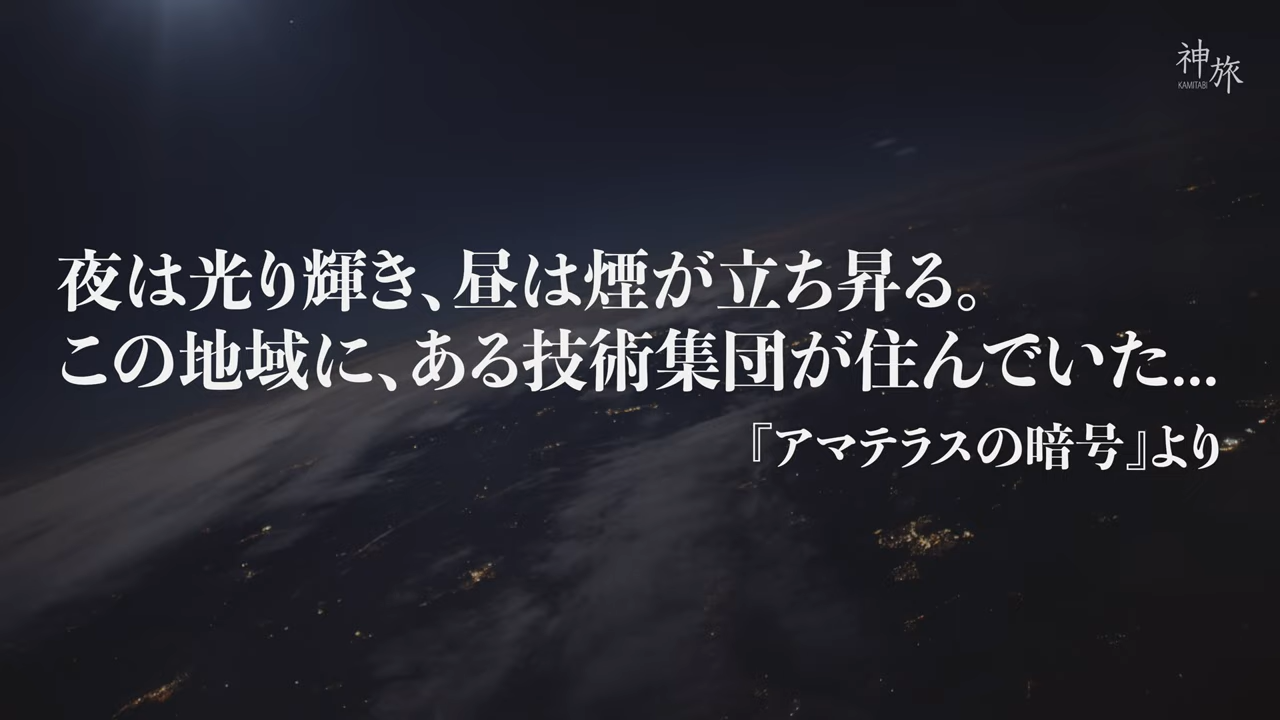 神旅
KAMITABI
夜は光り輝き、昼は煙が立ち昇る。
この地域に、ある技術集団が住んでいた...
『アマテラスの暗号』より